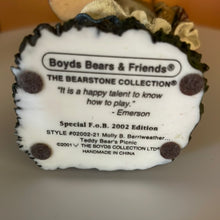 Boyds Bears & Friends®
THE BEARSTONE COLLECTION®
"It is a happy talent to know
how to play."
- Emerson
Special F.o.B. 2002 Edition
STYLE #02002-21 Molly B. Berriweather...
Teddy Bear's Picnic
©2001 THE BOYDS COLLECTION LTD®
HANDMADE IN CHINA